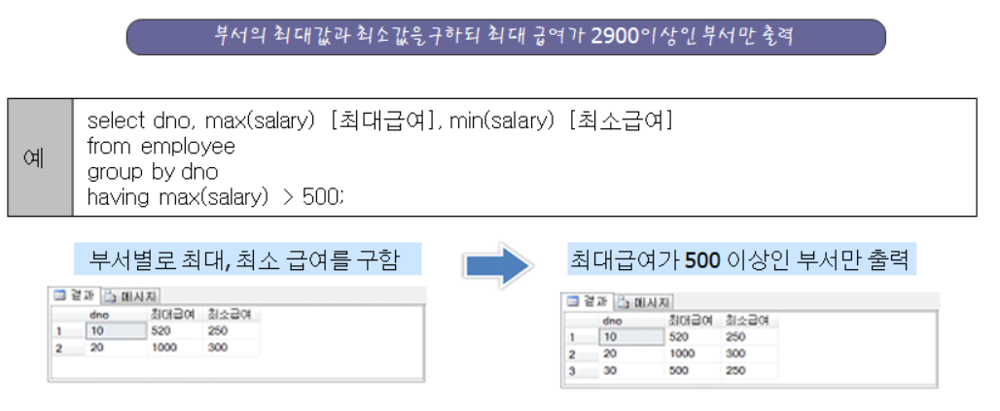 부서의 최대값과 최소값을구하되 최대 급여가 2900이상인 부서만 출력
예
select dno, max(salary) [최대급여], min(salary) [최소급여]
from employee
group by dno
having max(salary) > 500;
부서별로 최대, 최소 급여를 구함
최대급여가 500 이상인 부서만 출력
결과 메시지
dno 최대급여 최소급여
1 10 520 250
2 20 1000 300
결과 메시지
dno 최대급여 최소급여
1 10 520 250
2 20 1000 300
3 30 500 250